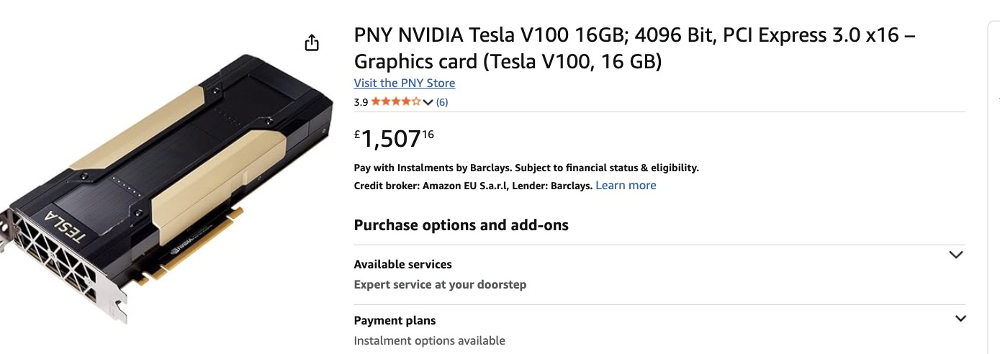 PNY NVIDIA Tesla V100 16GB; 4096 Bit, PCI Express 3.0 x16 –
Graphics card (Tesla V100, 16 GB)
Visit the PNY Store
3.9 (6)
£1,507 16
Pay with Instalments by Barclays. Subject to financial status & eligibility.
Credit broker: Amazon EU S.a.r.l, Lender: Barclays. Learn more
Purchase options and add-ons
Available services
Expert service at your doorstep
Payment plans
Instalment options available
TESLA
NVIDIA